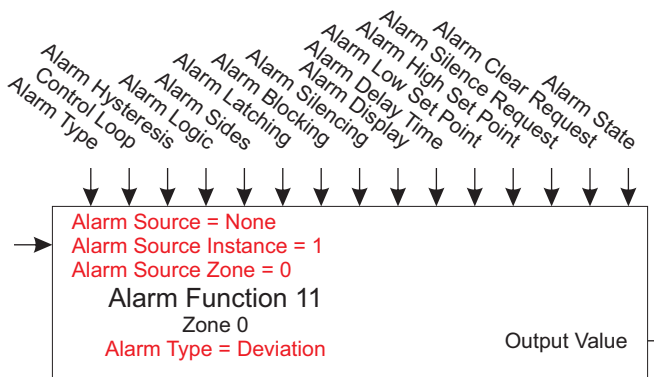 Alarm Type
Control Loop
Alarm Hysteresis
Alarm Logic
Alarm Sides
Alarm Latching
Alarm Blocking
Alarm Silencing
Alarm Display
Alarm Delay Time
Alarm Low Set Point
Alarm High Set Point
Alarm Silence Request
Alarm Clear Request
Alarm State
Alarm Source = None
Alarm Source Instance = 1
Alarm Source Zone = 0
Alarm Function 11
Zone 0
Alarm Type = Deviation
Output Value